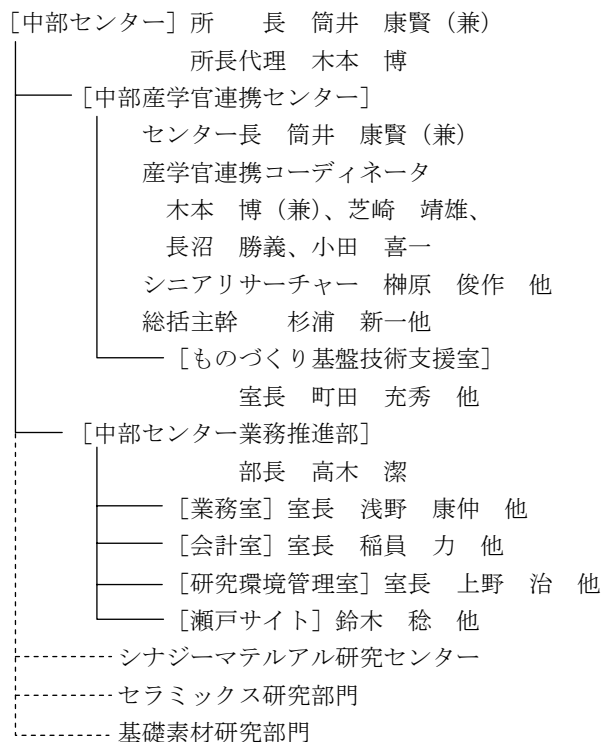 [中部センター] 所　　長　筒井　康賢（兼）
所長代理　木本　博
[中部産学官連携センター]
センター長　筒井　康賢（兼）
産学官連携コーディネータ
木本　博（兼）、芝崎　靖雄、
長沼　勝義、小田　喜一
シニアリサーチャー　榊原　俊作　他
総括主幹　　杉浦　新一他
[ものづくり基盤技術支援室]
室長　町田　充秀　他
[中部センター業務推進部]
部長　高木　潔
[業務室] 室長　浅野　康仲　他
[会計室] 室長　稲員　力　他
[研究環境管理室] 室長　上野　治　他
[瀬戸サイト] 鈴木　稔　他
シナジーマテルアル研究センター
セラミックス研究部門
基礎素材研究部門